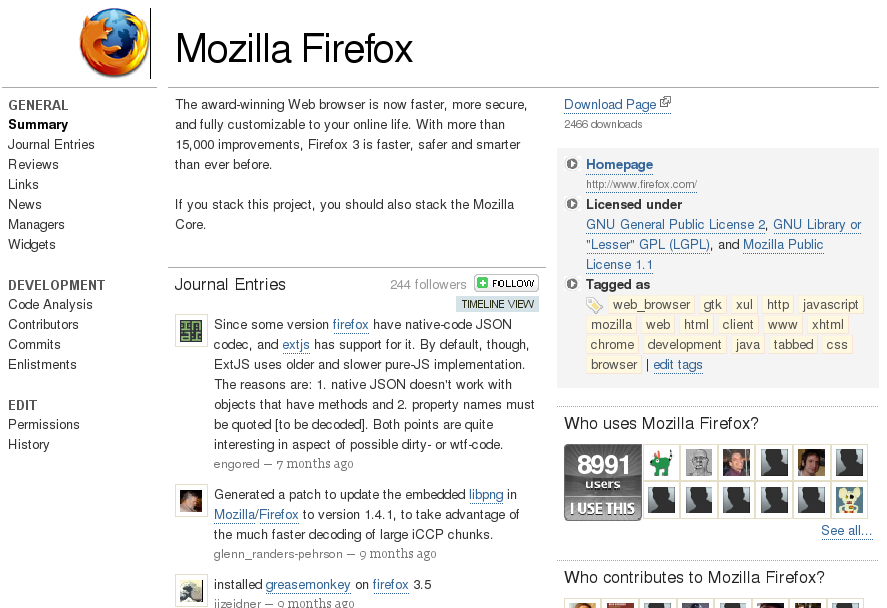 Mozilla Firefox
GENERAL
Summary
Journal Entries
Reviews
Links
News
Managers
Widgets
DEVELOPMENT
Code Analysis
Contributors
Commits
Enlistments
EDIT
Permissions
History
The award-winning Web browser is now faster, more secure,
and fully customizable to your online life. With more than
15,000 improvements, Firefox 3 is faster, safer and smarter
than ever before.
If you stack this project, you should also stack the Mozilla
Core.
Journal Entries 244 followers FOLLOW
TIMELINE VIEW
Since some version firefox have native-code JSON
codec, and extjs has support for it. By default, though,
ExtJS uses older and slower pure-JS implementation.
The reasons are: 1. native JSON doesn't work with
objects that have methods and 2. property names must
be quoted [to be decoded]. Both points are quite
interesting in aspect of possible dirty- or wtf-code.
engored — 7 months ago
Generated a patch to update the embedded libpng in
Mozilla/Firefox to version 1.4.1, to take advantage of
the much faster decoding of large iCCP chunks.
glenn_randers-pehrson — 9 months ago
installed greasemonkey on firefox 3.5
jjzeidner — 9 months ago
Download Page
2466 downloads
Homepage
http://www.firefox.com/
Licensed under
GNU General Public License 2, GNU Library or
"Lesser" GPL (LGPL), and Mozilla Public
License 1.1
Tagged as
web_browser gtk xul http javascript
mozilla web html client www xhtml
chrome development java tabbed css
browser | edit tags
Who uses Mozilla Firefox?
8991
users
I USE THIS
See all...
Who contributes to Mozilla Firefox?